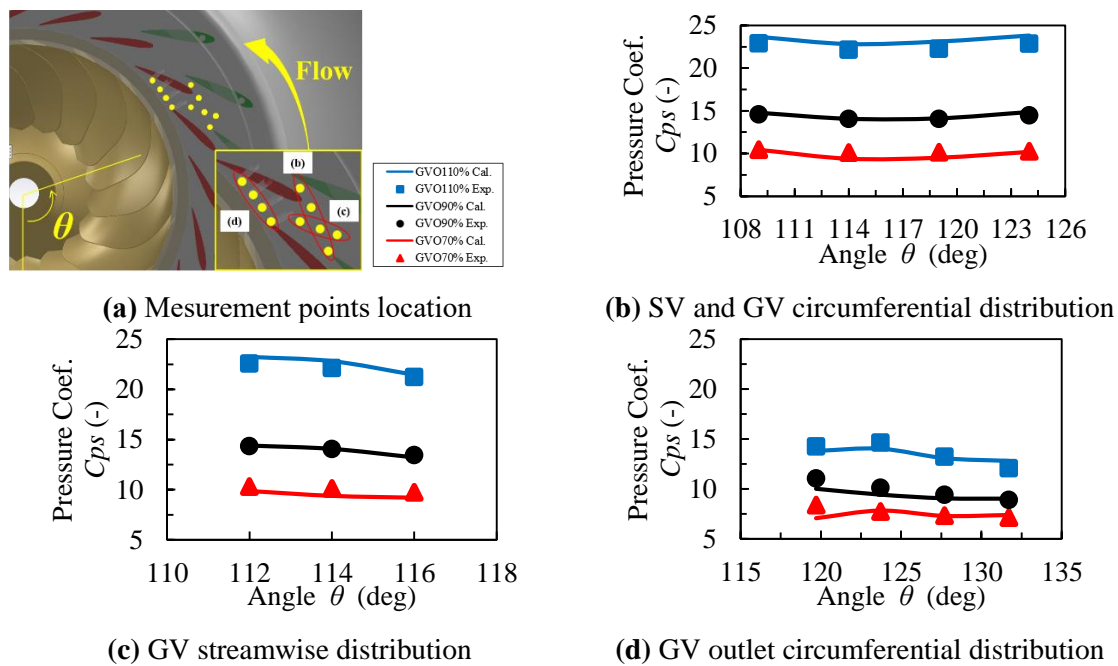 Flow
θ
(b)
(c)
(d)
GVO110% Cal.
GVO110% Exp.
GVO90% Cal.
GVO90% Exp.
GVO70% Cal.
GVO70% Exp.
(a) Mesurement points location
Pressure Coef.
Cps (-)
25
20
15
10
5
108 111 114 117 120 123 126
Angle θ (deg)
(b) SV and GV circumferential distribution
Pressure Coef.
Cps (-)
25
20
15
10
5
110 112 114 116 118
Angle θ (deg)
(c) GV streamwise distribution
Pressure Coef.
Cps (-)
25
20
15
10
5
115 120 125 130 135
Angle θ (deg)
(d) GV outlet circumferential distribution